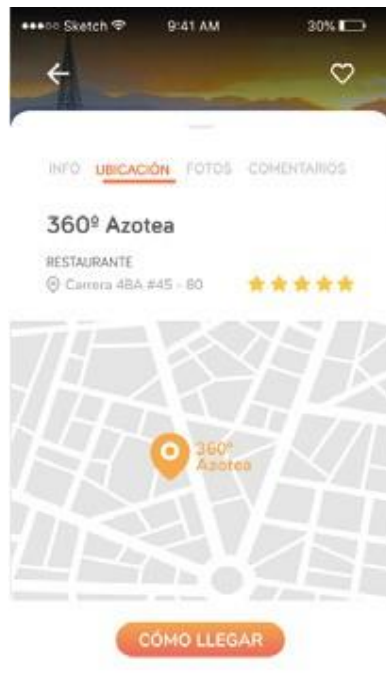 Sketch 9:41 AM 30%
INFO UBICACIÓN FOTOS COMENTARIOS
360º Azotea
RESTAURANTE
Carrera 48A #45 - 80
360º
Azotea
CÓMO LLEGAR